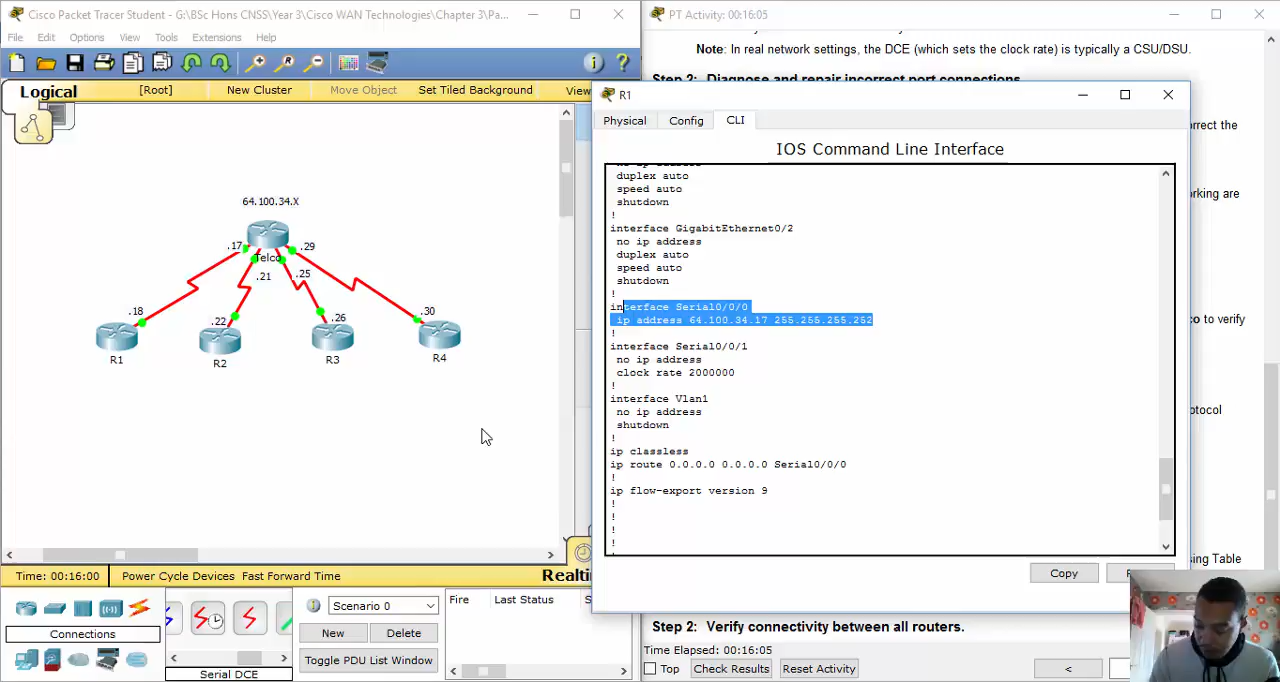 Cisco Packet Tracer Student - G:\BSc Hons CNSS\Year 3\Cisco WAN Technologies\Chapter 3\Pa...
File Edit Options View Tools Extensions Help
Logical [Root] New Cluster Move Object Set Tiled Background View
64.100.34.X
.17 .29
Telco
.21 .25
.18 .22 .26 .30
R1 R2 R3 R4
Time: 00:16:00 Power Cycle Devices Fast Forward Time Realti
Connections
Serial DCE
Scenario 0
New Delete
Toggle PDU List Window
Fire Last Status S
PT Activity: 00:16:05
Note: In real network settings, the DCE (which sets the clock rate) is typically a CSU/DSU.
Step 2: Diagnose and repair incorrect port connections.
R1
Physical Config CLI
IOS Command Line Interface
no ip address
duplex auto
speed auto
shutdown
!
interface GigabitEthernet0/2
no ip address
duplex auto
speed auto
shutdown
!
interface Serial0/0/0
ip address 64.100.34.17 255.255.255.252
!
interface Serial0/0/1
no ip address
clock rate 2000000
!
interface Vlan1
no ip address
shutdown
!
ip classless
ip route 0.0.0.0 0.0.0.0 Serial0/0/0
!
ip flow-export version 9
!
!
!
!
Copy
rrect the
rking are
co to verify
otocol
sing Table
Step 2: Verify connectivity between all routers.
Time Elapsed: 00:16:05
Top Check Results Reset Activity <